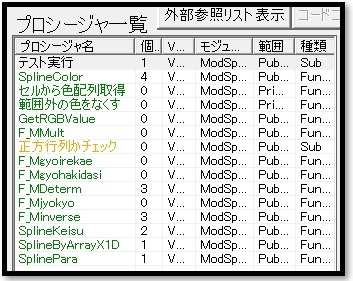 プロシージャ一覧 外部参照リスト表示 コードコ
プロシージャ名 個... V... モジュ... 範囲 種類
テスト実行 1 V... ModSp... Pub... Sub
SplineColor 4 V... ModSp... Pub... Fun...
セルから色配列取得 0 V... ModSp... Pri... Fun...
範囲外の色をなくす 0 V... ModSp... Pri... Fun...
GetRGBValue 0 V... ModSp... Pub... Fun...
F_MMult 0 V... ModSp... Pub... Fun...
正方行列かチェック 0 V... ModSp... Pub... Sub
F_Mgyoirekae 0 V... ModSp... Pub... Fun...
F_Mgyohakidasi 0 V... ModSp... Pub... Fun...
F_MDeterm 3 V... ModSp... Pub... Fun...
F_Mjyokyo 0 V... ModSp... Pub... Fun...
F_Minverse 3 V... ModSp... Pub... Fun...
SplineKeisu 2 V... ModSp... Pub... Fun...
SplineByArrayX1D 1 V... ModSp... Pub... Fun...
SplinePara 1 V... ModSp... Pub... Fun...